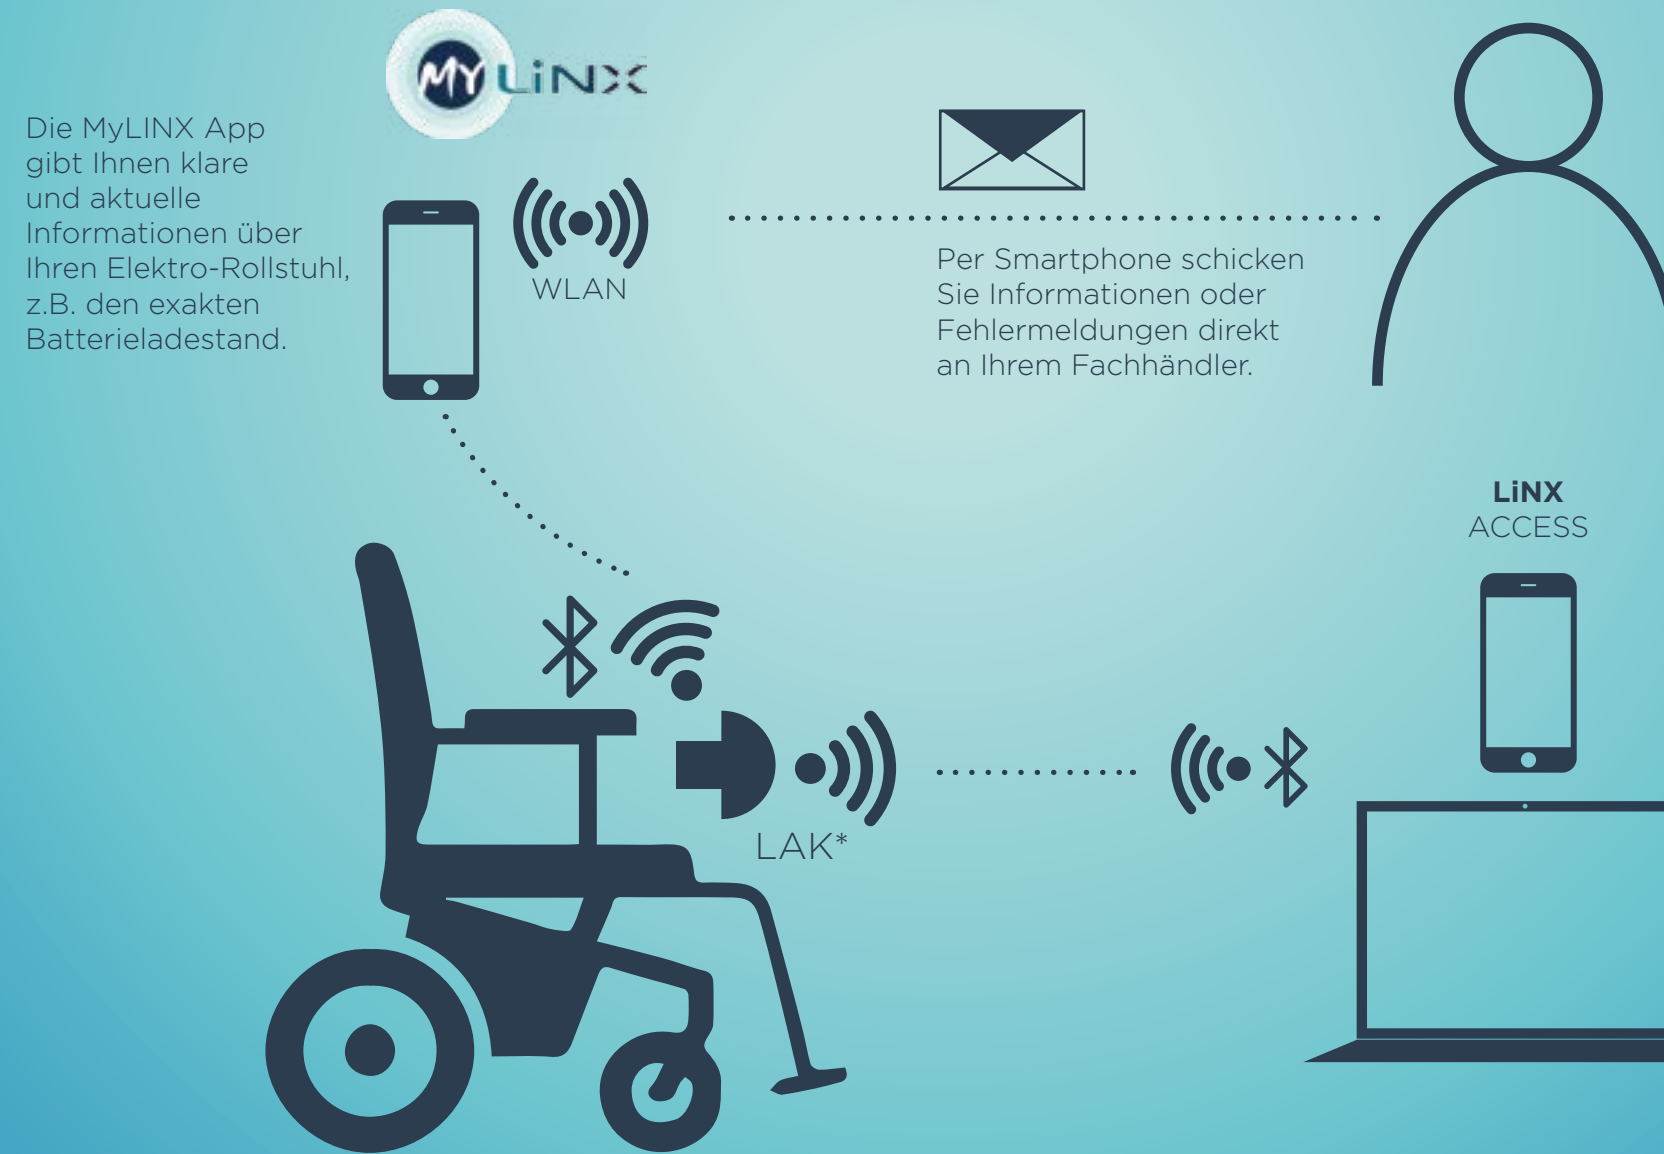 MY LiNX
Die MyLINX App
gibt Ihnen klare
und aktuelle
Informationen über
Ihren Elektro-Rollstuhl,
z.B. den exakten
Batterieladestand.
WLAN
Per Smartphone schicken
Sie Informationen oder
Fehlermeldungen direkt
an Ihrem Fachhändler.
LiNX
ACCESS
LAK*